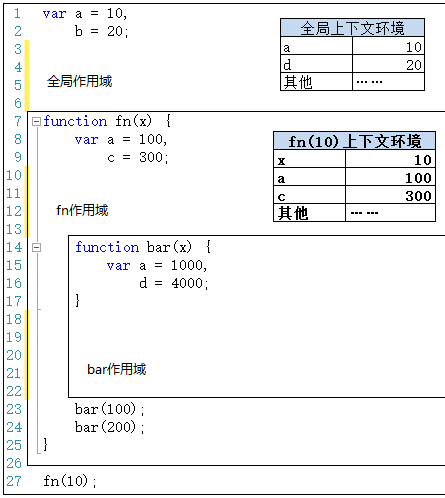 1 var a = 10,
2 b = 20;
3
4
5 全局作用域
6
7 function fn(x) {
8 var a = 100,
9 c = 300;
10
11
12 fn作用域
13
14 function bar(x) {
15 var a = 1000,
16 d = 4000;
17 }
18
19
20
21 bar作用域
22
23 bar(100);
24 bar(200);
25 }
26
27 fn(10);
全局上下文环境
a 10
d 20
其他 ……
fn(10)上下文环境
x 10
a 100
c 300
其他 ……